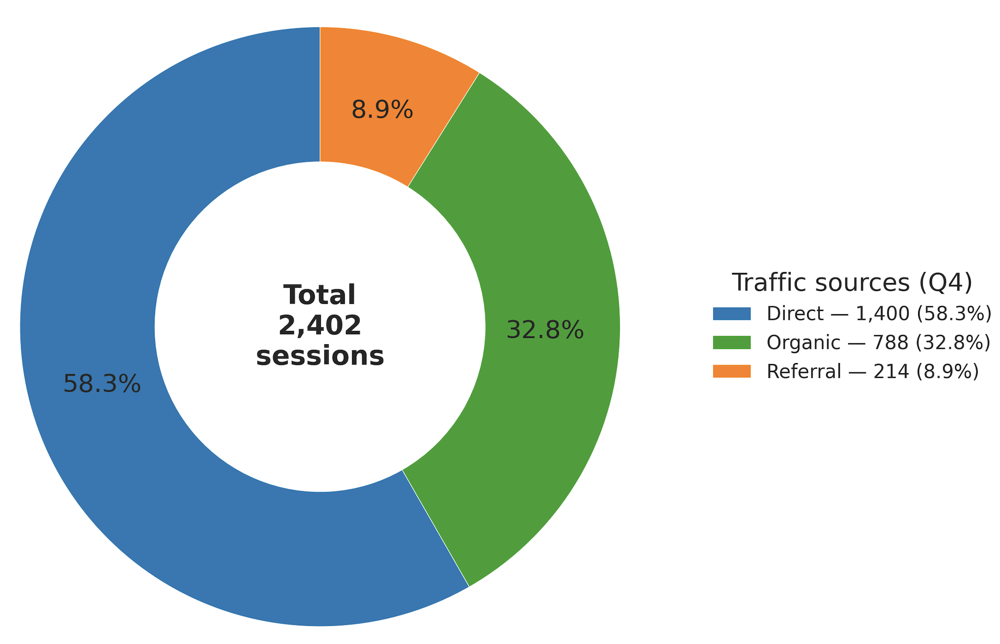 8.9%
Total
2,402
sessions
32.8%
58.3%
Traffic sources (Q4)
Direct — 1,400 (58.3%)
Organic — 788 (32.8%)
Referral — 214 (8.9%)